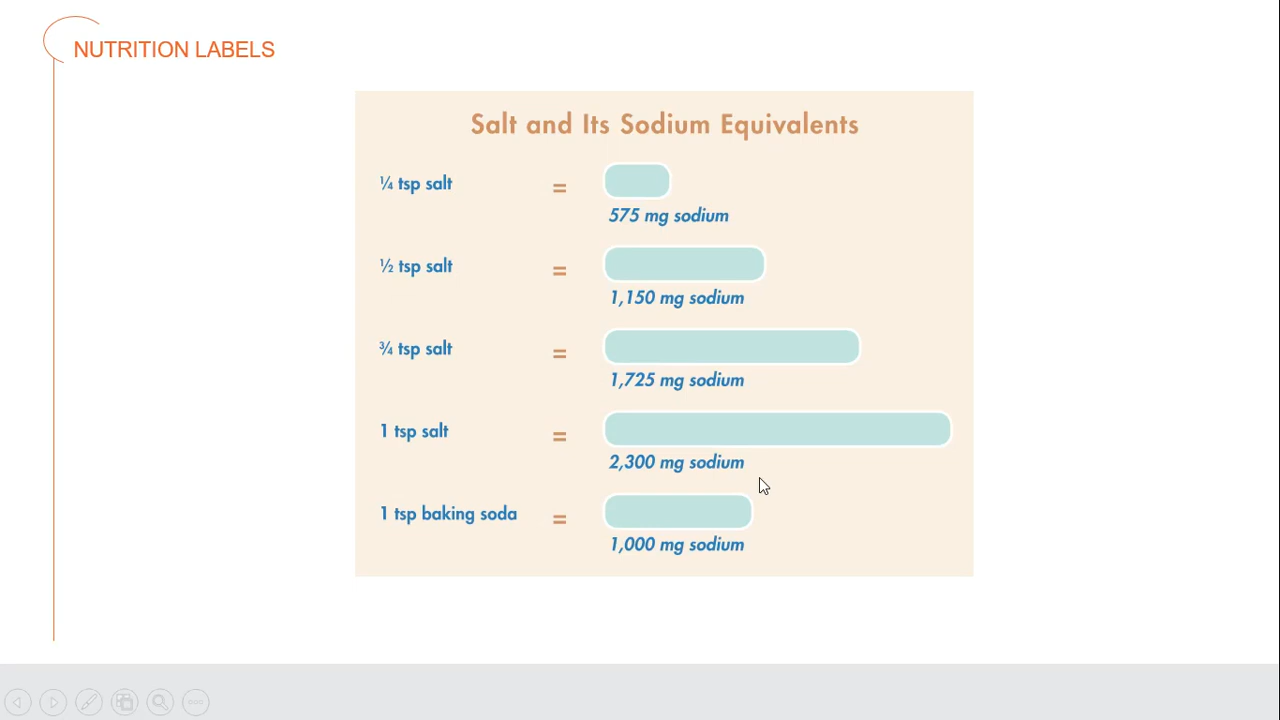 NUTRITION LABELS
Salt and Its Sodium Equivalents
¼ tsp salt =
575 mg sodium
½ tsp salt =
1,150 mg sodium
¾ tsp salt =
1,725 mg sodium
1 tsp salt =
2,300 mg sodium
1 tsp baking soda =
1,000 mg sodium